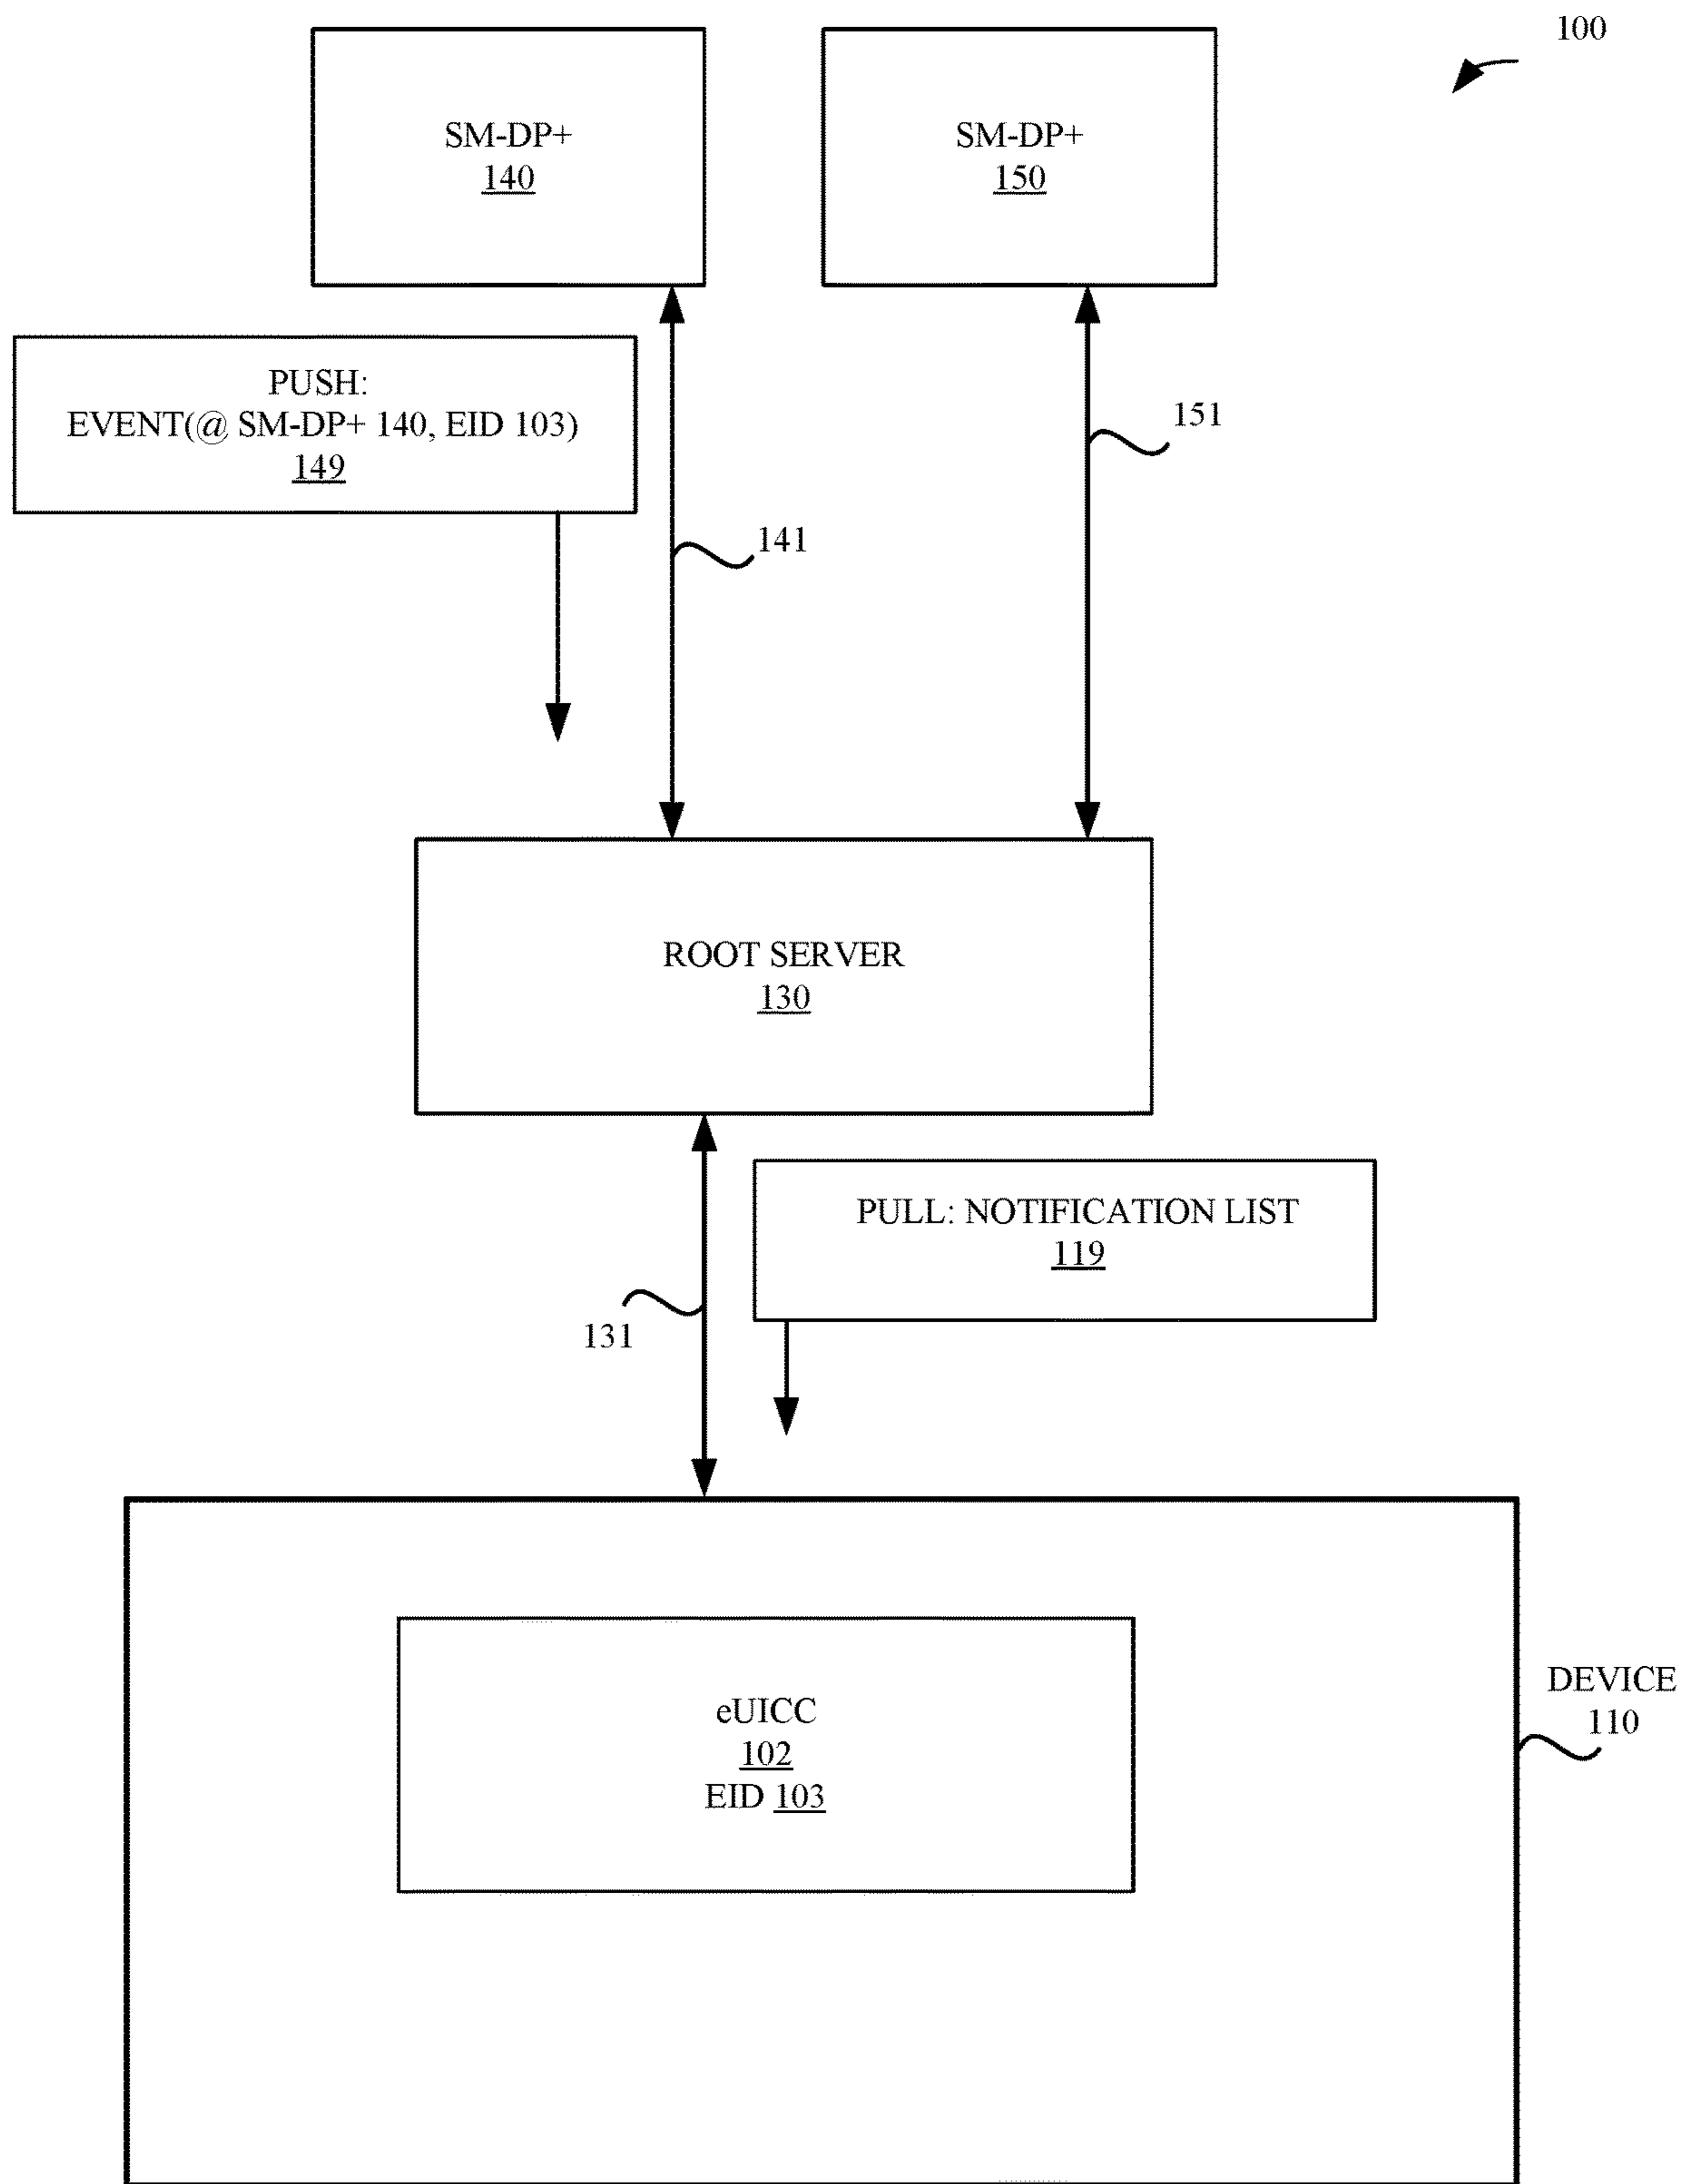 100
SM-DP+
140
SM-DP+
150
PUSH:
EVENT(@ SM-DP+ 140, EID 103)
149
151
141
ROOT SERVER
130
PULL: NOTIFICATION LIST
119
131
eUICC
102
EID 103
DEVICE
110